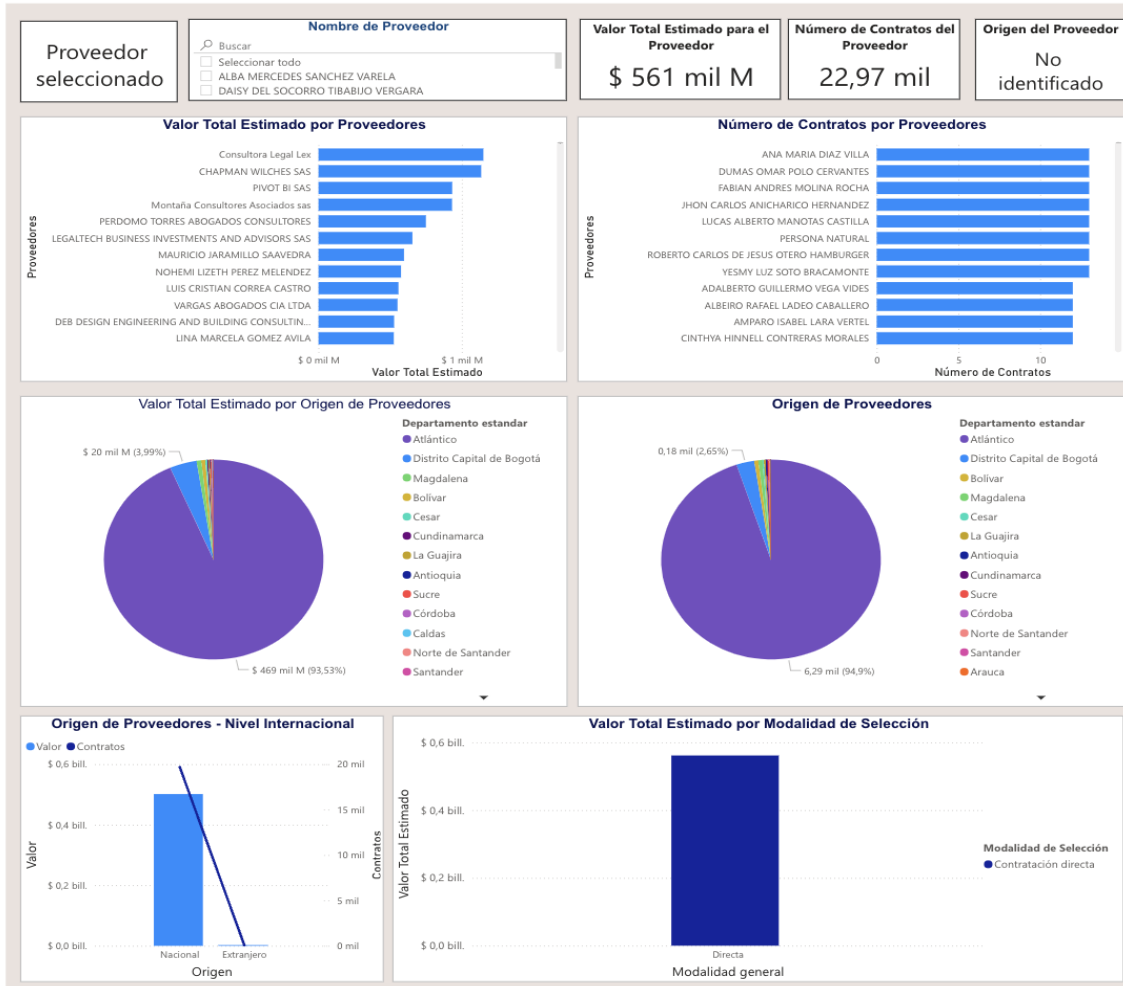 Proveedor
seleccionado
Nombre de Proveedor
Buscar
Seleccionar todo
ALBA MERCEDES SANCHEZ VARELA
DAISY DEL SOCORRO TIBABIJO VERGARA
Valor Total Estimado para el
Proveedor
$ 561 mil M
Número de Contratos del
Proveedor
22,97 mil
Origen del Proveedor
No
identificado
Valor Total Estimado por Proveedores
Proveedores
Consultora Legal Lex
CHAPMAN WILCHES SAS
PIVOT BI SAS
Montaña Consultores Asociados sas
PERDOMO TORRES ABOGADOS CONSULTORES
LEGALTECH BUSINESS INVESTMENTS AND ADVISORS SAS
MAURICIO JARAMILLO SAAVEDRA
NOHEMI LIZETH PEREZ MELENDEZ
LUIS CRISTIAN CORREA CASTRO
VARGAS ABOGADOS CIA LTDA
DEB DESIGN ENGINEERING AND BUILDING CONSULTIN...
LINA MARCELA GOMEZ AVILA
$ 0 mil M $ 1 mil M
Valor Total Estimado
Número de Contratos por Proveedores
Proveedores
ANA MARIA DIAZ VILLA
DUMAS OMAR POLO CERVANTES
FABIAN ANDRES MOLINA ROCHA
JHON CARLOS ANICHARICO HERNANDEZ
LUCAS ALBERTO MANOTAS CASTILLA
PERSONA NATURAL
ROBERTO CARLOS DE JESUS OTERO HAMBURGER
YESMY LUZ SOTO BRACAMONTE
ADALBERTO GUILLERMO VEGA VIDES
ALBEIRO RAFAEL LADEO CABALLERO
AMPARO ISABEL LARA VERTEL
CINTHYA HINNELL CONTRERAS MORALES
0 5 10
Número de Contratos
Valor Total Estimado por Origen de Proveedores
$ 20 mil M (3,99%)
$ 469 mil M (93,53%)
Departamento estandar
Atlántico
Distrito Capital de Bogotá
Magdalena
Bolívar
Cesar
Cundinamarca
La Guajira
Antioquia
Sucre
Córdoba
Caldas
Norte de Santander
Santander
Origen de Proveedores
0,18 mil (2,65%)
6,29 mil (94,9%)
Departamento estandar
Atlántico
Distrito Capital de Bogotá
Bolívar
Magdalena
Cesar
La Guajira
Antioquia
Cundinamarca
Sucre
Córdoba
Norte de Santander
Santander
Arauca
Origen de Proveedores - Nivel Internacional
Valor Contratos
Valor
$ 0,6 bill.
$ 0,4 bill.
$ 0,2 bill.
$ 0,0 bill.
20 mil
15 mil
10 mil
5 mil
0 mil
Contratos
Nacional Extranjero
Origen
Valor Total Estimado por Modalidad de Selección
Valor Total Estimado
$ 0,6 bill.
$ 0,4 bill.
$ 0,2 bill.
$ 0,0 bill.
Directa
Modalidad general
Modalidad de Selección
Contratación directa